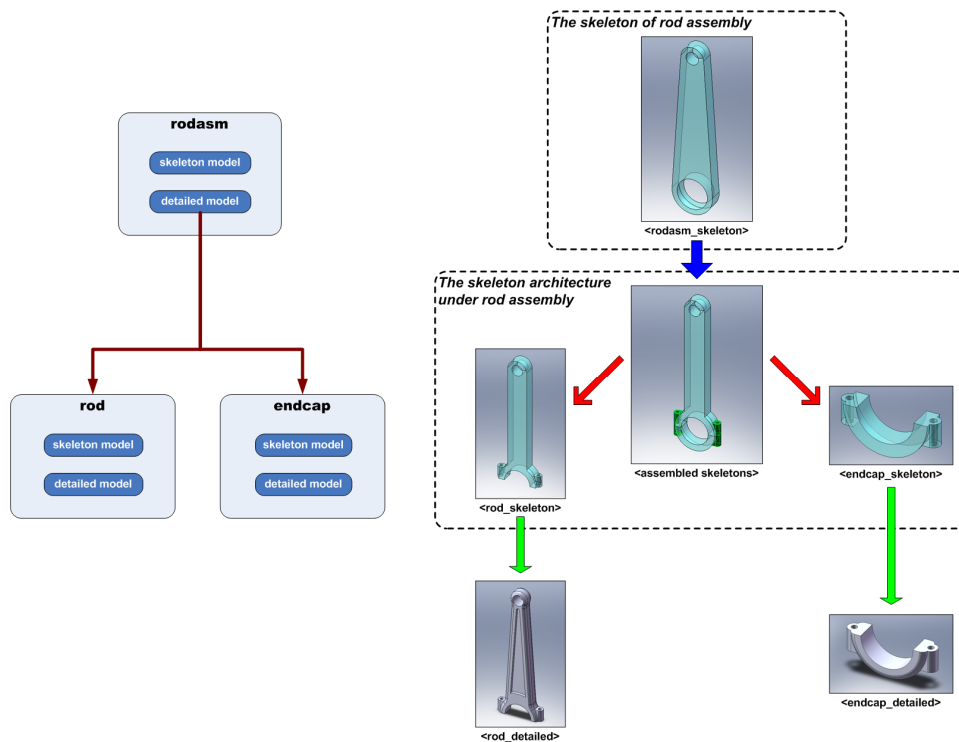 rodasm
skeleton model
detailed model
rod
skeleton model
detailed model
endcap
skeleton model
detailed model
The skeleton of rod assembly
<rodasm_skeleton>
The skeleton architecture
under rod assembly
<rod_skeleton>
<assembled skeletons>
<endcap_skeleton>
<rod_detailed>
<endcap_detailed>